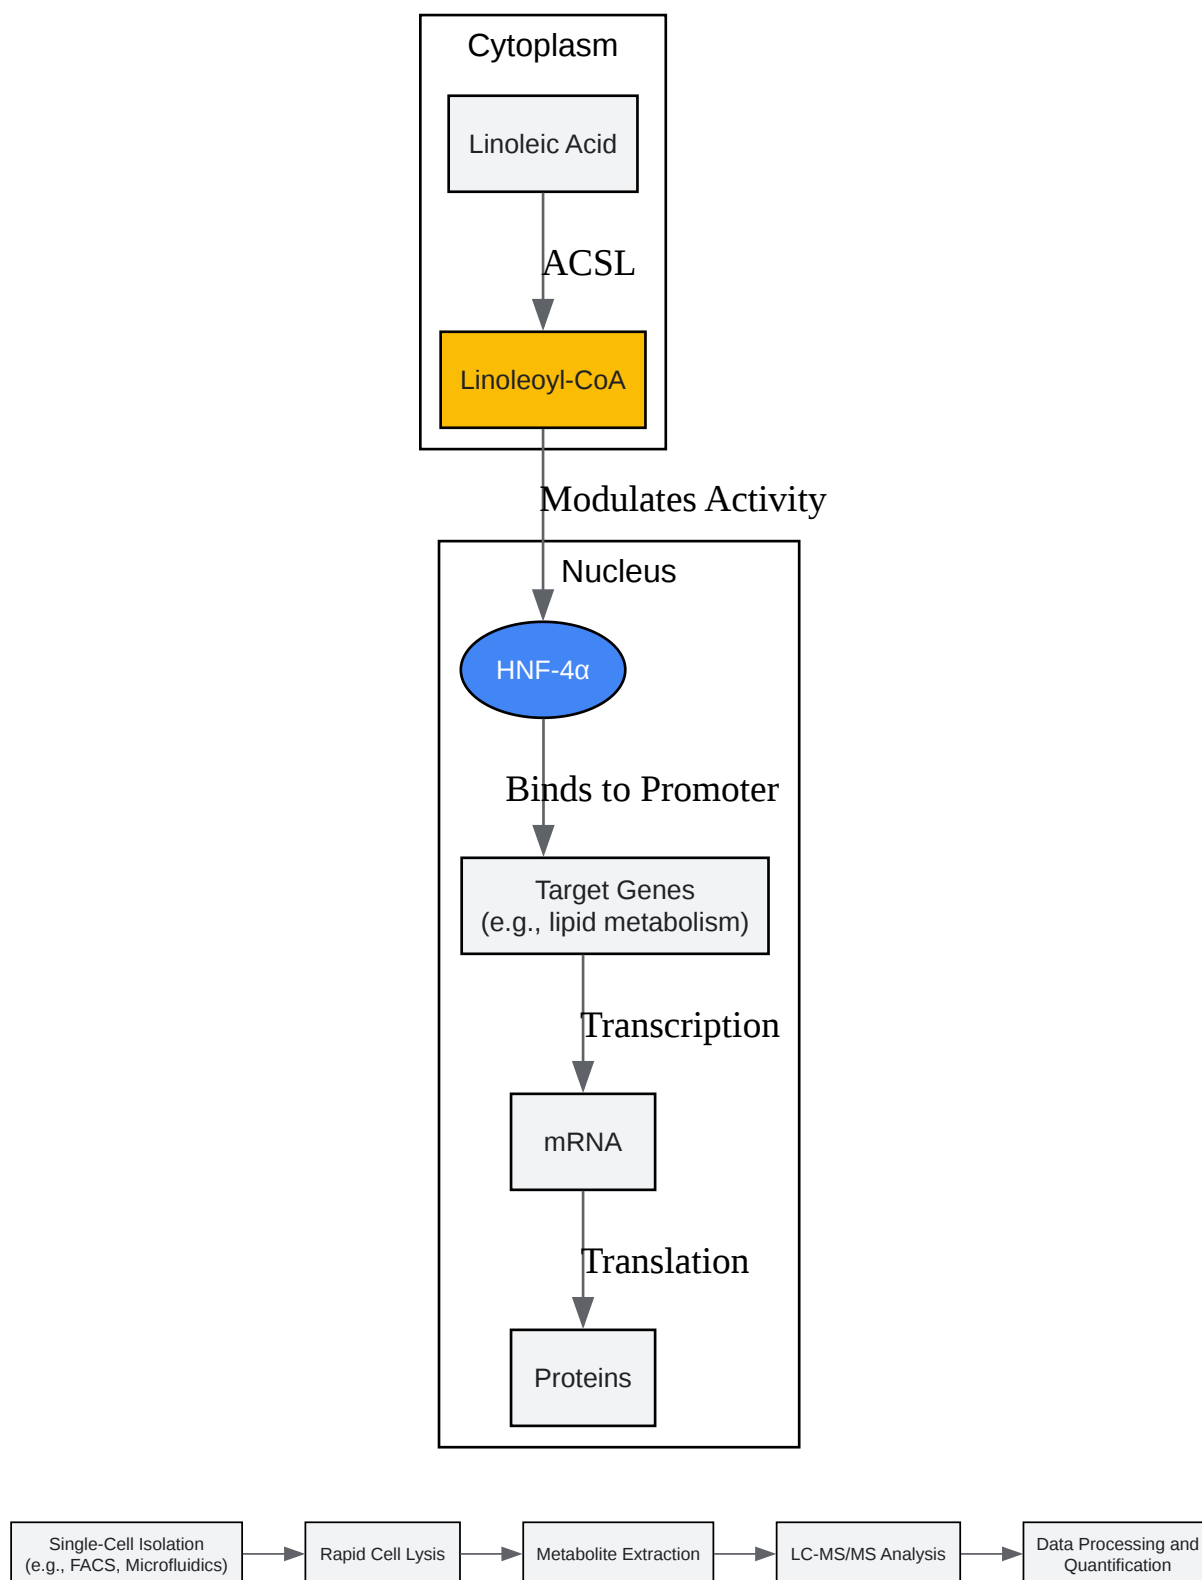 Cytoplasm
Linoleic Acid
ACSL
Linoleoyl-CoA
Modulates Activity
Nucleus
HNF-4α
Binds to Promoter
Target Genes
(e.g., lipid metabolism)
Transcription
mRNA
Translation
Proteins
Single-Cell Isolation
(e.g., FACS, Microfluidics)
Rapid Cell Lysis
Metabolite Extraction
LC-MS/MS Analysis
Data Processing and
Quantification